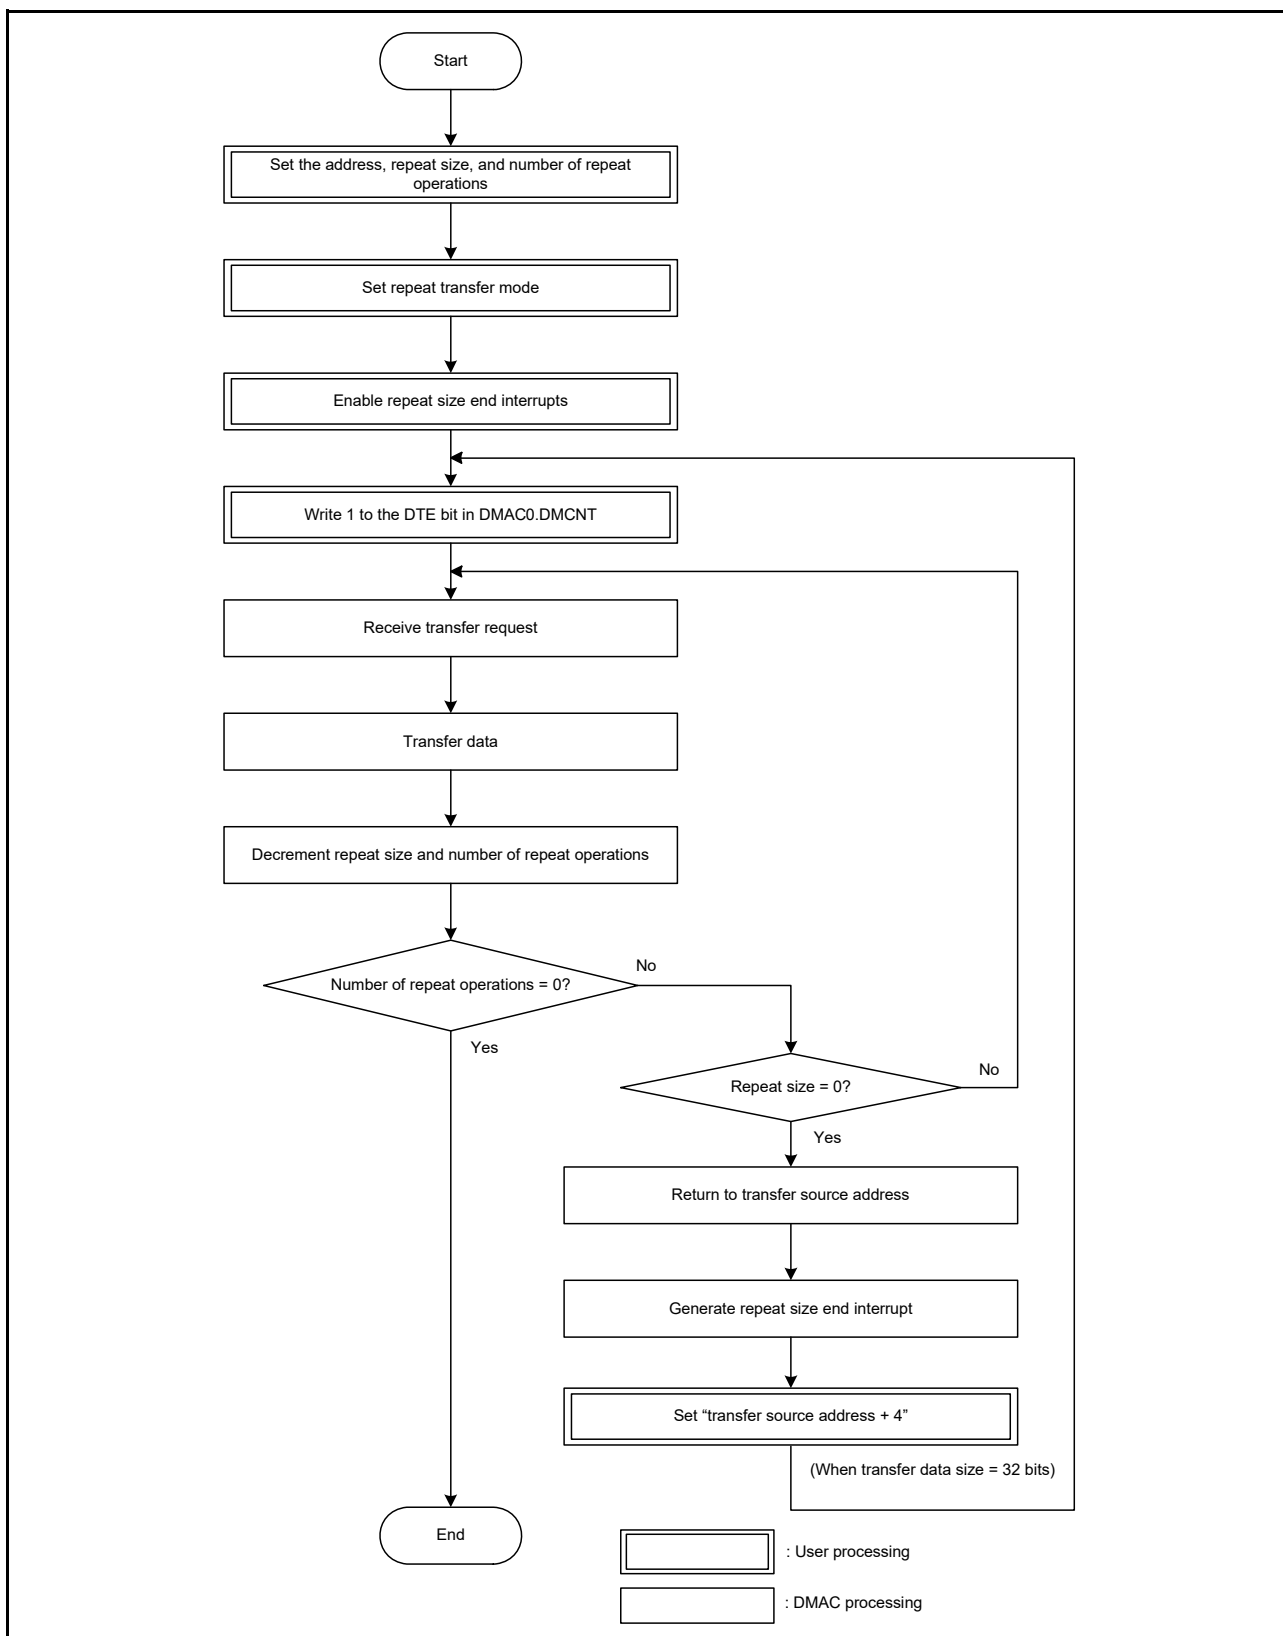 Start
Set the address, repeat size, and number of repeat
operations
Set repeat transfer mode
Enable repeat size end interrupts
Write 1 to the DTE bit in DMAC0.DMCNT
Receive transfer request
Transfer data
Decrement repeat size and number of repeat operations
Number of repeat operations = 0?
No
Yes
Repeat size = 0?
No
Yes
Return to transfer source address
Generate repeat size end interrupt
Set “transfer source address + 4”
(When transfer data size = 32 bits)
End
: User processing
: DMAC processing